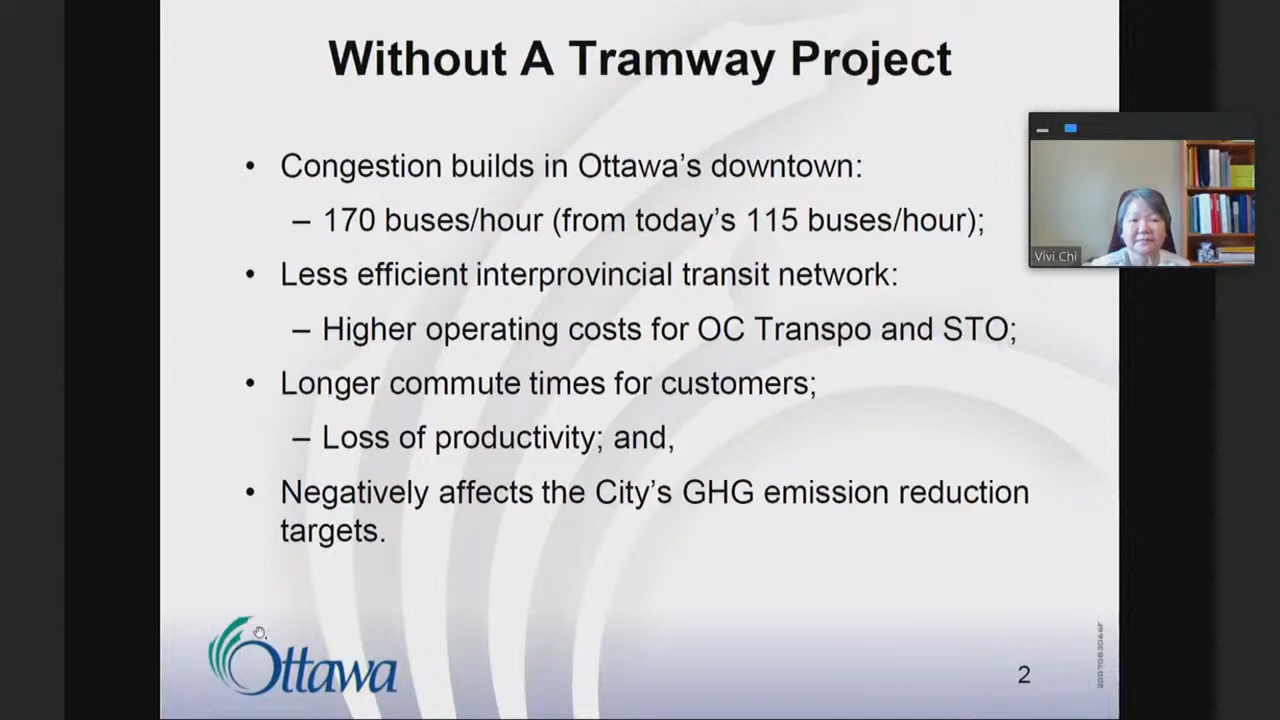 Without A Tramway Project
• Congestion builds in Ottawa's downtown:
– 170 buses/hour (from today's 115 buses/hour);
• Less efficient interprovincial transit network:
– Higher operating costs for OC Transpo and STO;
• Longer commute times for customers;
– Loss of productivity; and,
• Negatively affects the City's GHG emission reduction
targets.
Vivi Chi
Ottawa
2